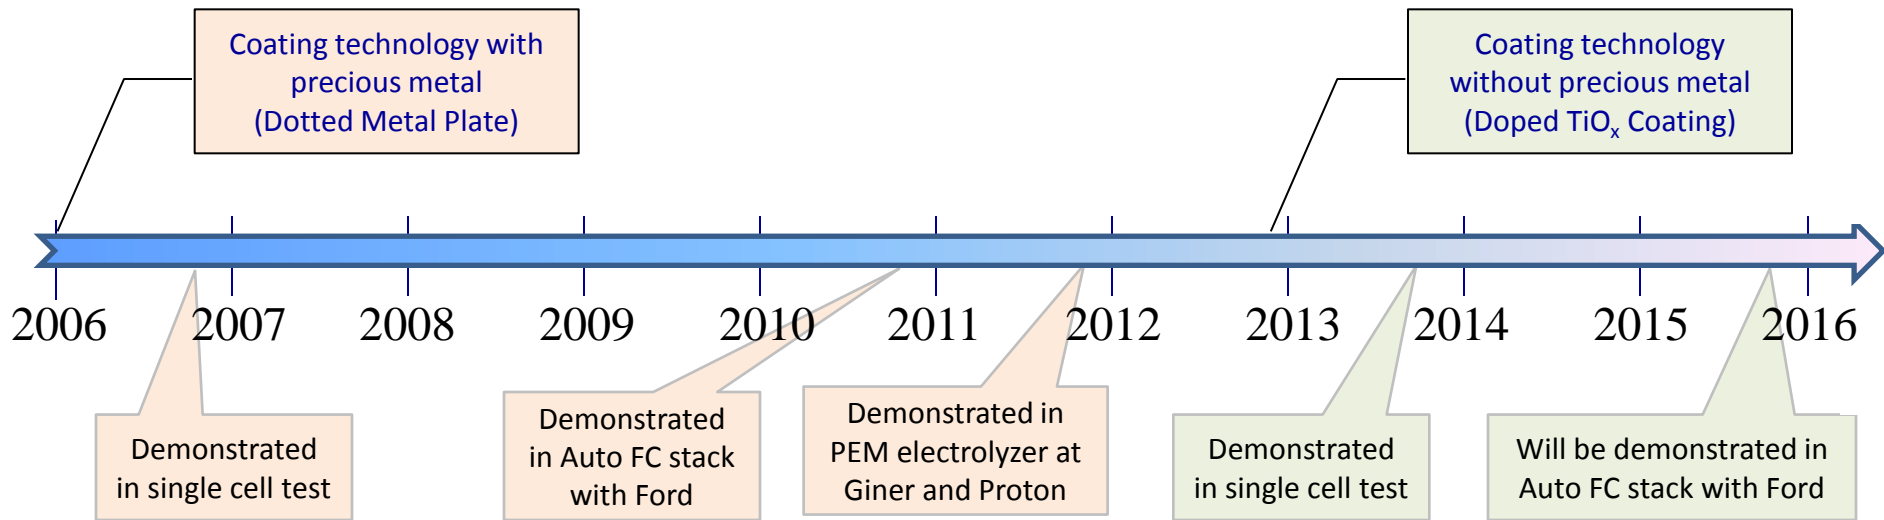 Coating technology with
precious metal
(Dotted Metal Plate)
Coating technology
without precious metal
(Doped TiOₓ Coating)
2006 2007 2008 2009 2010 2011 2012 2013 2014 2015 2016
Demonstrated
in single cell test
Demonstrated
in Auto FC stack
with Ford
Demonstrated in
PEM electrolyzer at
Giner and Proton
Demonstrated
in single cell test
Will be demonstrated in
Auto FC stack with Ford